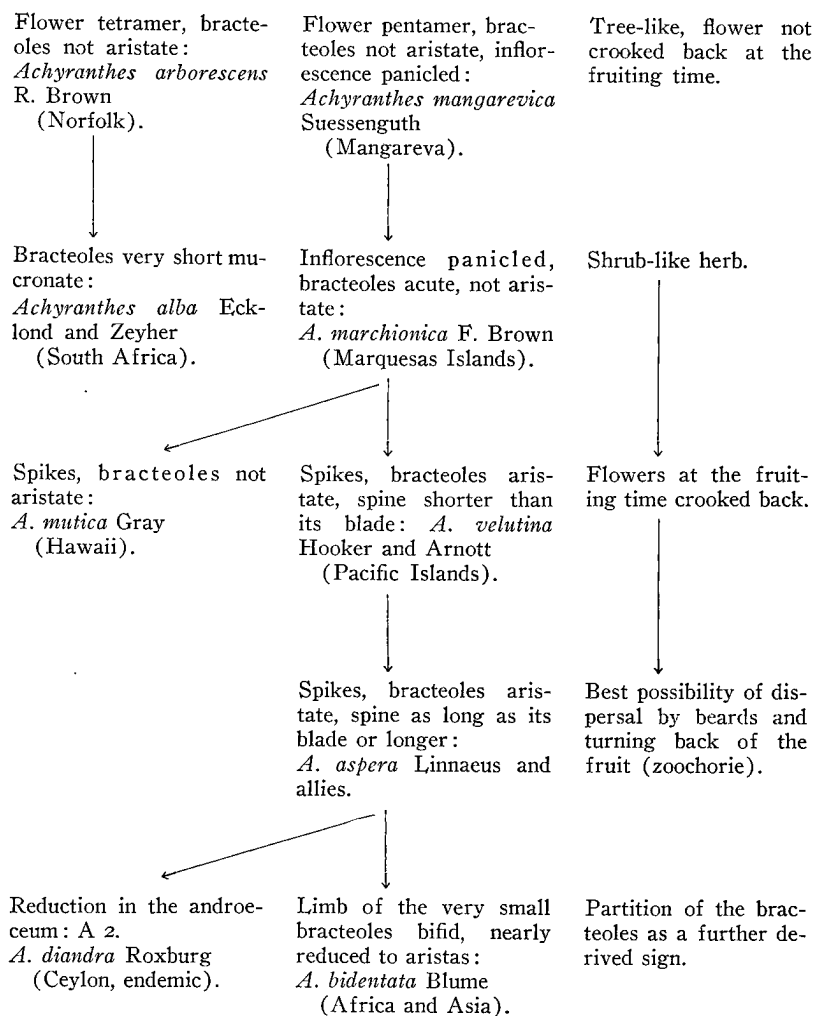 Flower tetramer, bracte-
oles not aristate:
Achyranthes arborescens
R. Brown
(Norfolk).
Flower pentamer, brac-
teoles not aristate, inflor-
escence panicled:
Achyranthes mangarevica
Suessenguth
(Mangareva).
Tree-like, flower not
crooked back at the
fruiting time.
Bracteoles very short mu-
cronate:
Achyranthes alba Eck-
lond and Zeyher
(South Africa).
Inflorescence panicled,
bracteoles acute, not aris-
tate:
A. marchionica F. Brown
(Marquesas Islands).
Shrub-like herb.
Spikes, bracteoles not
aristate:
A. mutica Gray
(Hawaii).
Spikes, bracteoles aris-
tate, spine shorter than
its blade: A. velutina
Hooker and Arnott
(Pacific Islands).
Flowers at the fruit-
ing time crooked back.
Spikes, bracteoles aris-
tate, spine as long as its
blade or longer:
A. aspera Linnaeus and
allies.
Best possibility of dis-
persal by beards and
turning back of the
fruit (zoochorie).
Reduction in the androe-
ceum: A 2.
A. diandra Roxburg
(Ceylon, endemic).
Limb of the very small
bracteoles bifid, nearly
reduced to aristas:
A. bidentata Blume
(Africa and Asia).
Partition of the brac-
teoles as a further de-
rived sign.